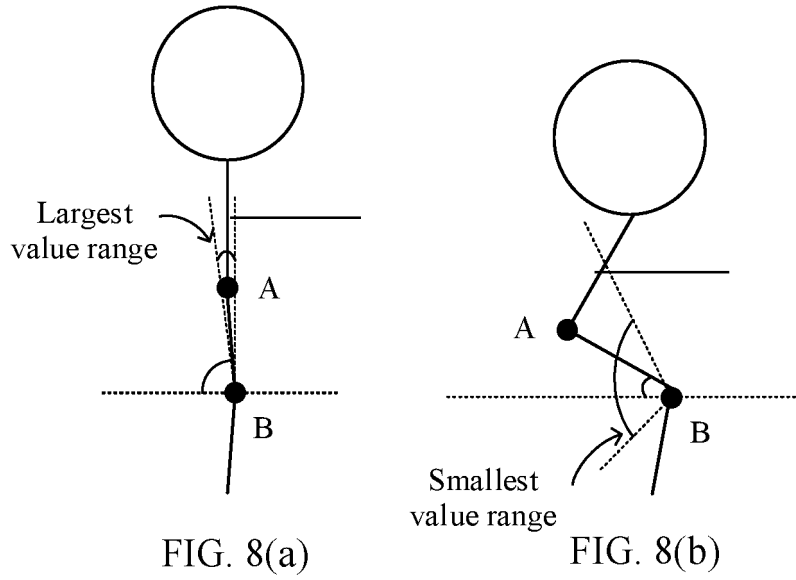 Largest
value range
A
B
FIG. 8(a)
A
B
Smallest
value range
FIG. 8(b)